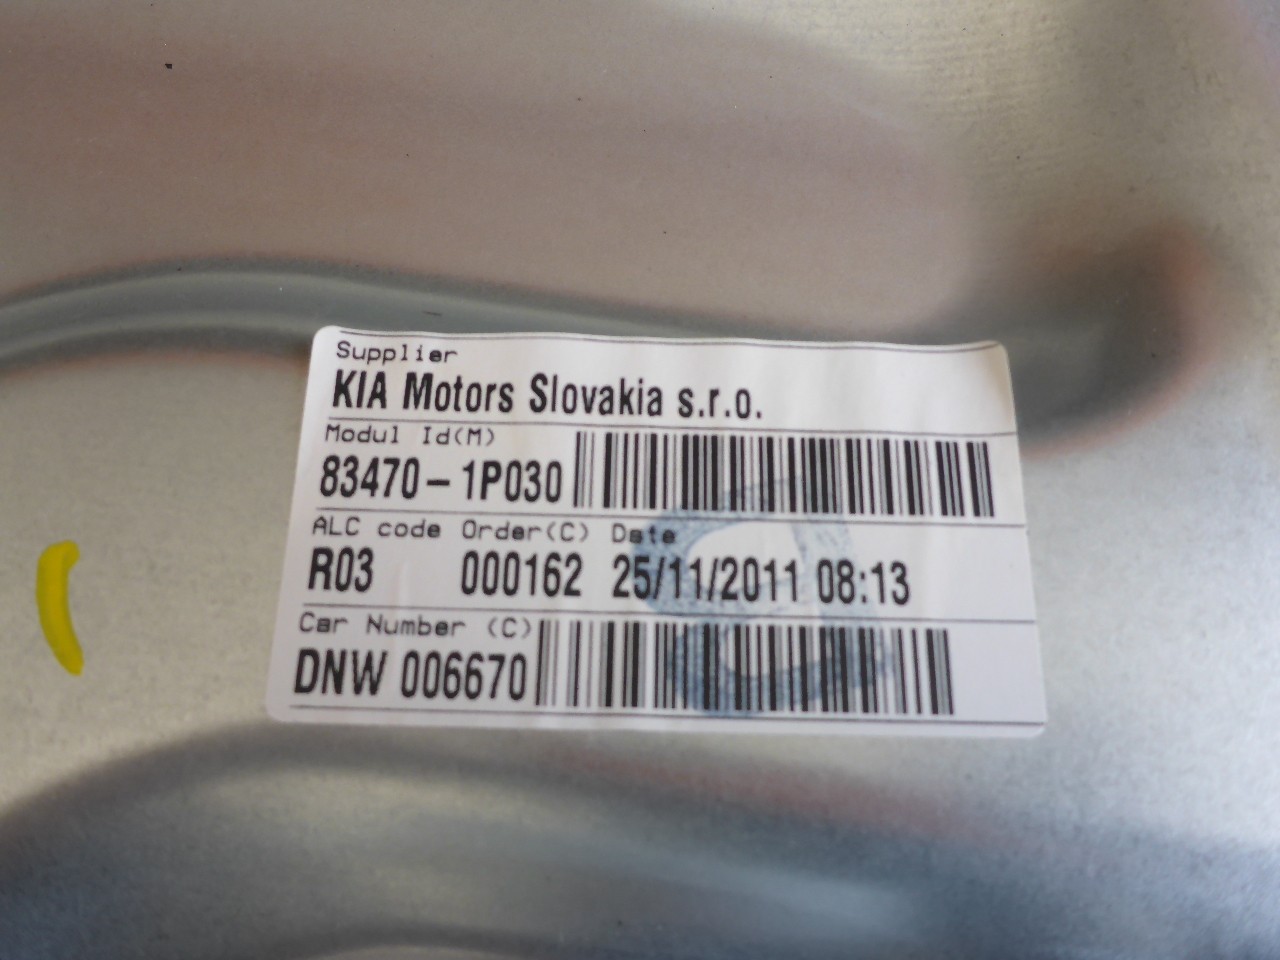 Supplier
KIA Motors Slovakia s.r.o.
Modul Id(M)
83470-1P030
ALC code Order(C) Date
R03 000162 25/11/2011 08:13
Car Number (C)
DNW 006670